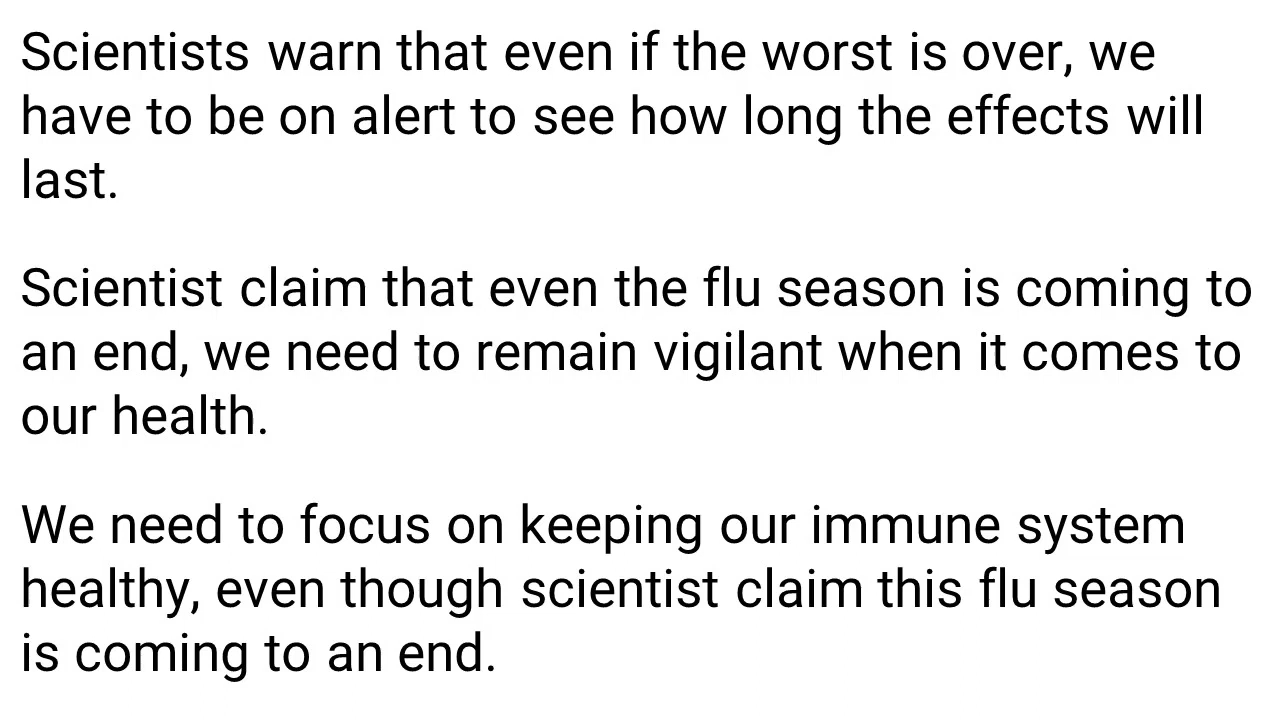 Scientists warn that even if the worst is over, we
have to be on alert to see how long the effects will
last.
Scientist claim that even the flu season is coming to
an end, we need to remain vigilant when it comes to
our health.
We need to focus on keeping our immune system
healthy, even though scientist claim this flu season
is coming to an end.